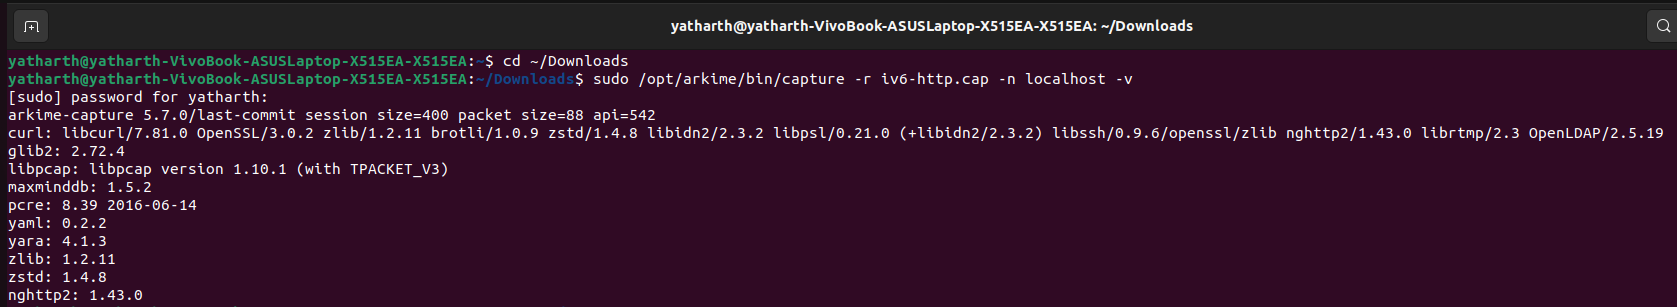 yatharth@yatharth-VivoBook-ASUSLaptop-X515EA-X515EA: ~/Downloads
yatharth@yatharth-VivoBook-ASUSLaptop-X515EA-X515EA:~$ cd ~/Downloads
yatharth@yatharth-VivoBook-ASUSLaptop-X515EA-X515EA:~/Downloads$ sudo /opt/arkime/bin/capture -r iv6-http.cap -n localhost -v
[sudo] password for yatharth:
arkime-capture 5.7.0/last-commit session size=400 packet size=88 api=542
curl: libcurl/7.81.0 OpenSSL/3.0.2 zlib/1.2.11 brotli/1.0.9 zstd/1.4.8 libidn2/2.3.2 libpsl/0.21.0 (+libidn2/2.3.2) libssh/0.9.6/openssl/zlib nghttp2/1.43.0 librtmp/2.3 OpenLDAP/2.5.19
glib2: 2.72.4
libpcap: libpcap version 1.10.1 (with TPACKET_V3)
maxminddb: 1.5.2
pcre: 8.39 2016-06-14
yaml: 0.2.2
yara: 4.1.3
zlib: 1.2.11
zstd: 1.4.8
nghttp2: 1.43.0